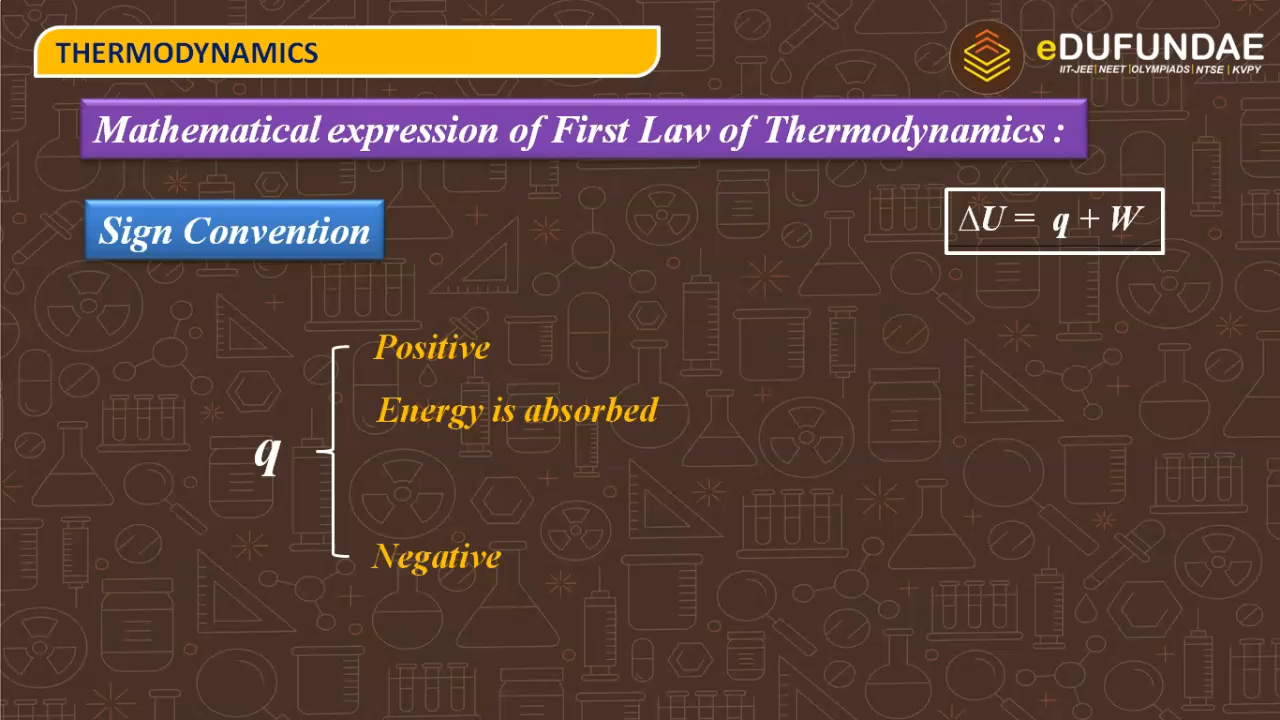 THERMODYNAMICS
eDUFUNDAE
IIT-JEE| NEET |OLYMPIADS| NTSE | KVPY
Mathematical expression of First Law of Thermodynamics :
Sign Convention
∆U = q + W
Positive
Energy is absorbed
q
Negative